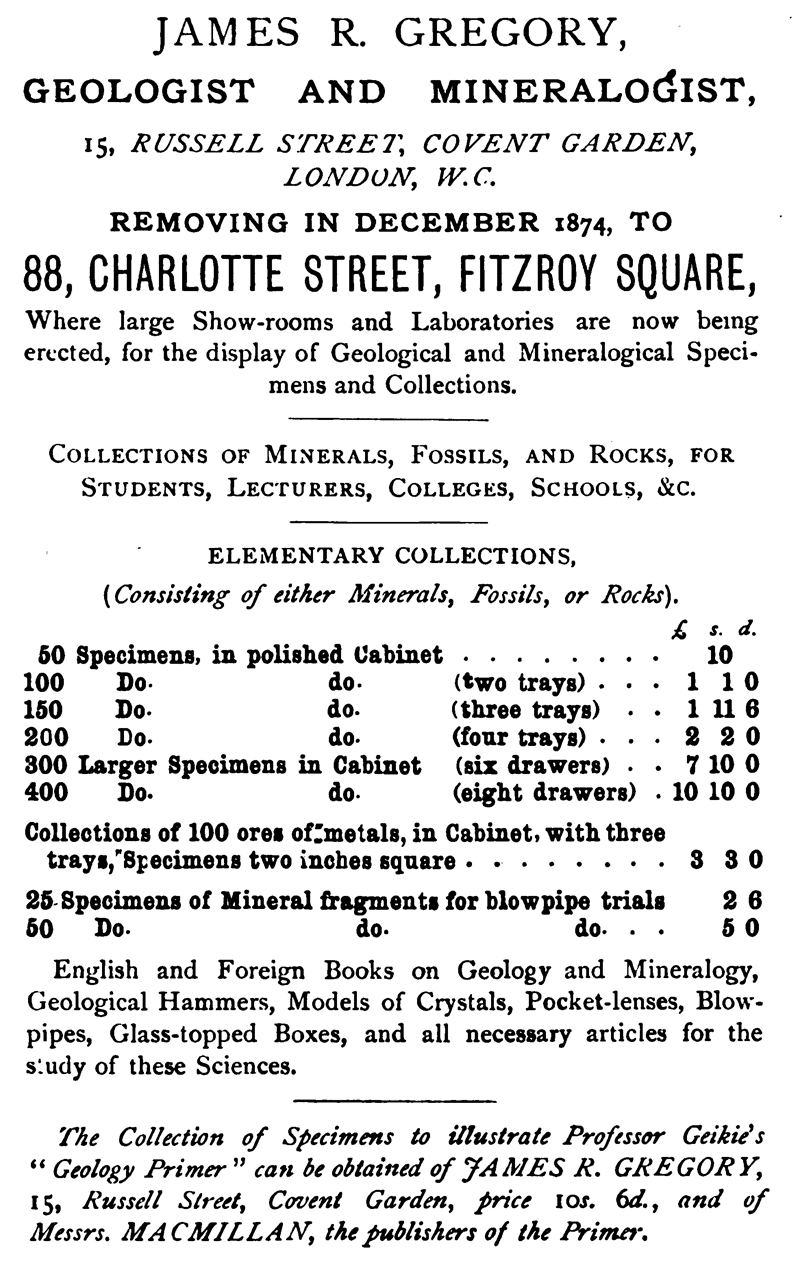 JAMES R. GREGORY,
GEOLOGIST AND MINERALOGIST,
15, RUSSELL STREET, COVENT GARDEN,
LONDON, W.C.
REMOVING IN DECEMBER 1874, TO
88, CHARLOTTE STREET, FITZROY SQUARE,
Where large Show-rooms and Laboratories are now being
erected, for the display of Geological and Mineralogical Speci-
mens and Collections.
COLLECTIONS OF MINERALS, FOSSILS, AND ROCKS, FOR
STUDENTS, LECTURERS, COLLEGES, SCHOOLS, &C.
ELEMENTARY COLLECTIONS,
(Consisting of either Minerals, Fossils, or Rocks).
£ s. d.
50 Specimens, in polished Cabinet . . . . . . . . 10
100 Do. do. (two trays) . . . 1 1 0
150 Do. do. (three trays) . . 1 11 6
200 Do. do. (four trays) . . . 2 2 0
300 Larger Specimens in Cabinet (six drawers) . . 7 10 0
400 Do. do. (eight drawers) . 10 10 0
Collections of 100 ores of metals, in Cabinet, with three
trays, Specimens two inches square . . . . . . . . 3 3 0
25 Specimens of Mineral fragments for blowpipe trials 2 6
50 Do. do. do. . . 5 0
English and Foreign Books on Geology and Mineralogy,
Geological Hammers, Models of Crystals, Pocket-lenses, Blow-
pipes, Glass-topped Boxes, and all necessary articles for the
study of these Sciences.
The Collection of Specimens to illustrate Professor Geikie's
"Geology Primer" can be obtained of JAMES R. GREGORY,
15, Russell Street, Covent Garden, price 10s. 6d., and of
Messrs. MACMILLAN, the publishers of the Primer.